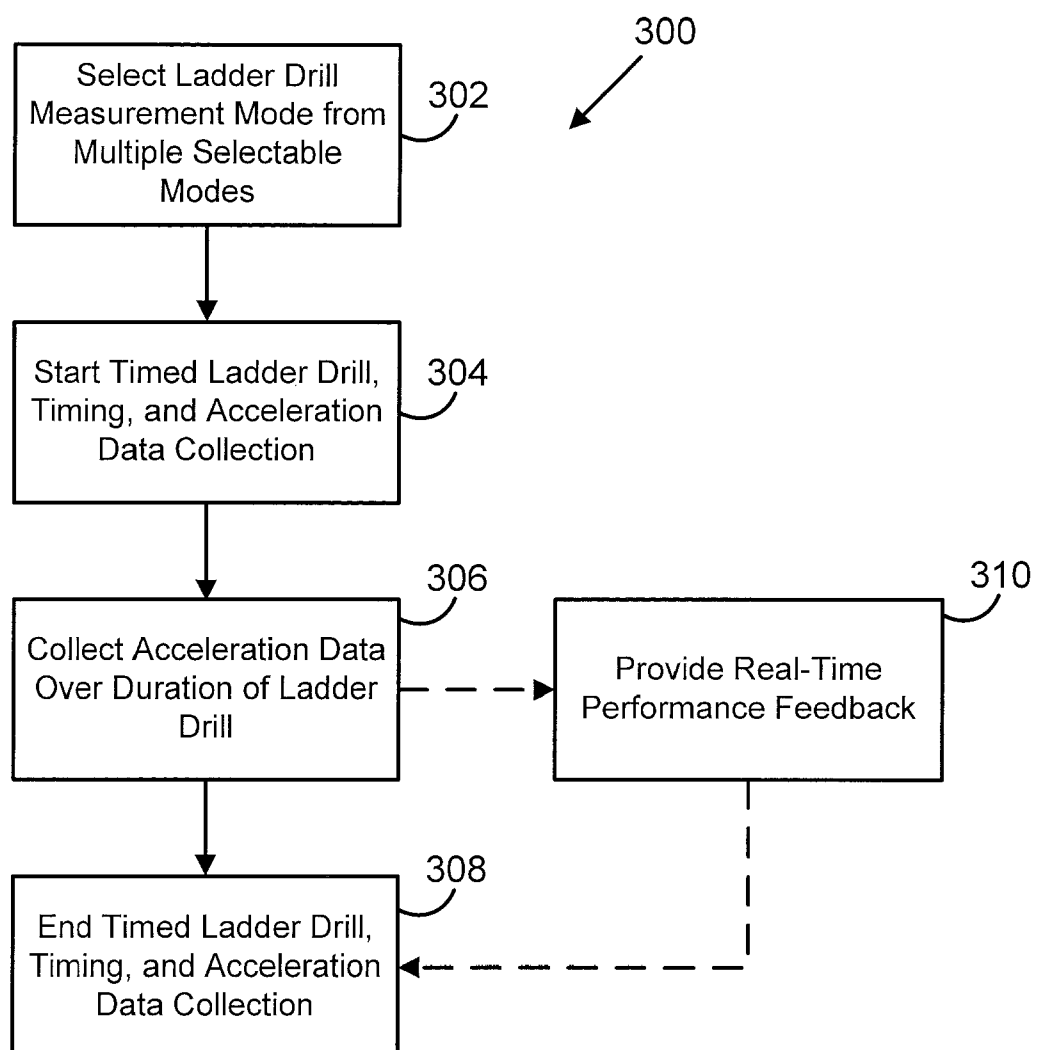 300
Select Ladder Drill
Measurement Mode from
Multiple Selectable
Modes
302
Start Timed Ladder Drill,
Timing, and Acceleration
Data Collection
304
Collect Acceleration Data
Over Duration of Ladder
Drill
306
Provide Real-Time
Performance Feedback
310
End Timed Ladder Drill,
Timing, and Acceleration
Data Collection
308